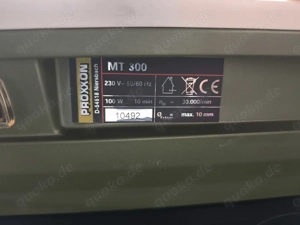 PROXXON
D-54518 Niersbach
MT 300
230 V~ 50/60 Hz
CE
100 W 10 min
n₀ = 20.000/min
10492
max. 10 mm